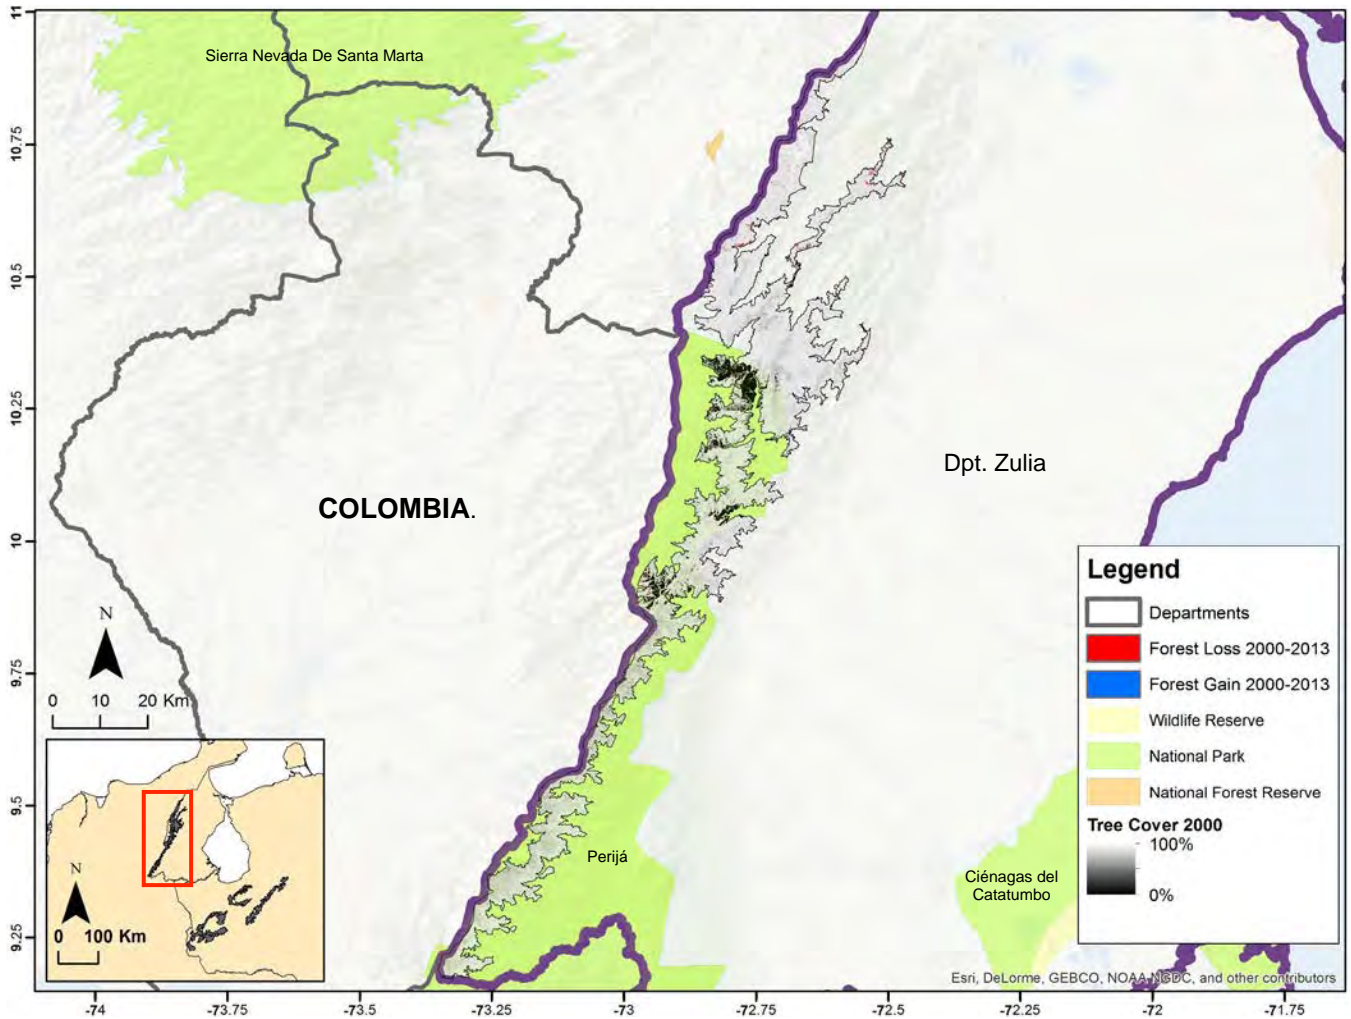 Sierra Nevada De Santa Marta
COLOMBIA.
Dpt. Zulia
Perijá
Ciénagas del
Catatumbo
N
0 10 20 Km
N
0 100 Km
Legend
Departments
Forest Loss 2000-2013
Forest Gain 2000-2013
Wildlife Reserve
National Park
National Forest Reserve
Tree Cover 2000
100%
0%
Esri, DeLorme, GEBCO, NOAA NGDC, and other contributors
11
10.75
10.5
10.25
10
9.75
9.5
9.25
-74 -73.75 -73.5 -73.25 -73 -72.75 -72.5 -72.25 -72 -71.75